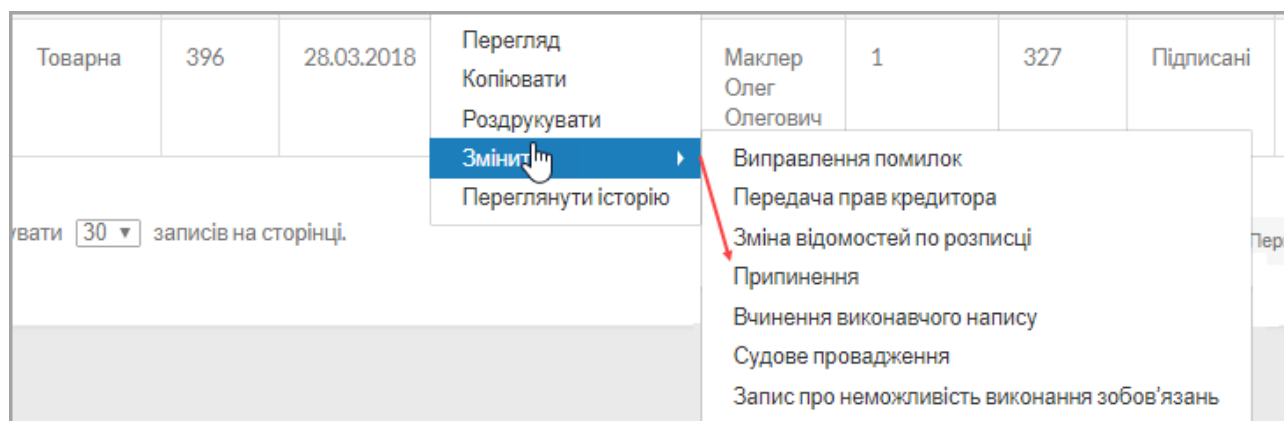 Товарна 396 28.03.2018 Маклер 1 327 Підписані
Олег
Олегович
Перегляд
Копіювати
Роздрукувати
Переглянути історію
Виправлення помилок
Передача прав кредитора
Зміна відомостей по розписці
Припинення
Вчинення виконавчого напису
Судове провадження
Запис про неможливість виконання зобов'язань
30 записів на сторінці.